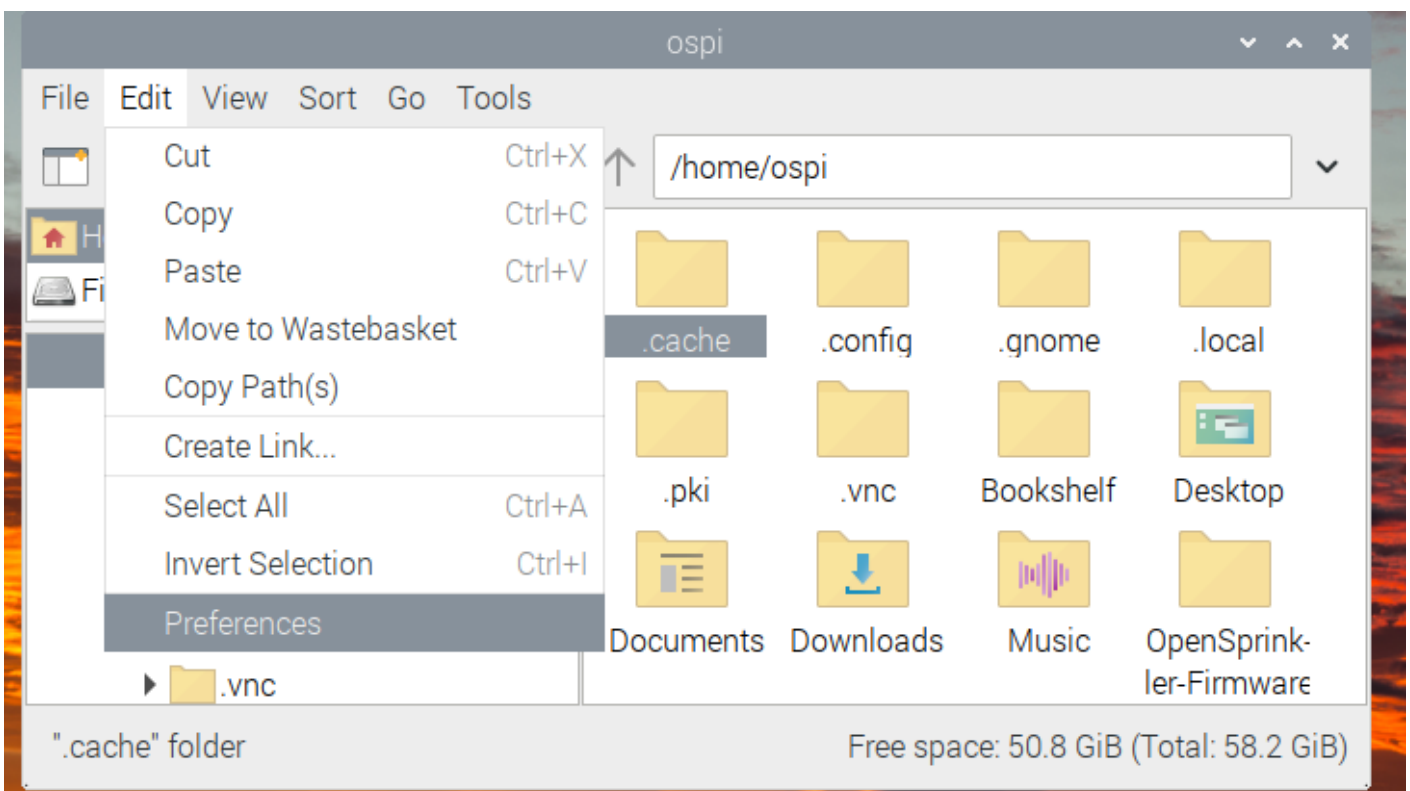 ospi
File Edit View Sort Go Tools
Cut Ctrl+X
Copy Ctrl+C
Paste Ctrl+V
Move to Wastebasket
Copy Path(s)
Create Link...
Select All Ctrl+A
Invert Selection Ctrl+I
Preferences
/home/ospi
H
Fi
.vnc
.cache .config .gnome .local
.pki .vnc Bookshelf Desktop
Documents Downloads Music OpenSprink-
ler-Firmware
".cache" folder Free space: 50.8 GiB (Total: 58.2 GiB)